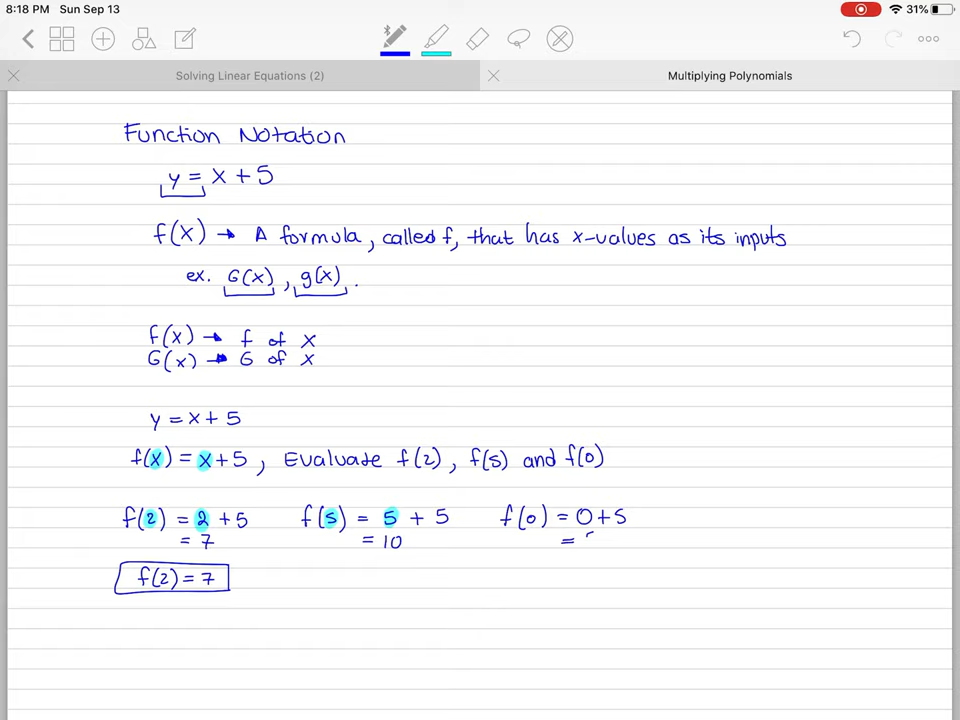 8:18 PM Sun Sep 13 31%
Solving Linear Equations (2) Multiplying Polynomials
Function Notation
y = x + 5
f(x) → A formula, called f, that has x-values as its inputs
ex. G(x), g(x).
f(x) → f of x
G(x) → G of x
y = x + 5
f(x) = x + 5, Evaluate f(2), f(5) and f(0)
f(2) = 2 + 5 f(5) = 5 + 5 f(0) = 0 + 5
= 7 = 10 =
f(2) = 7